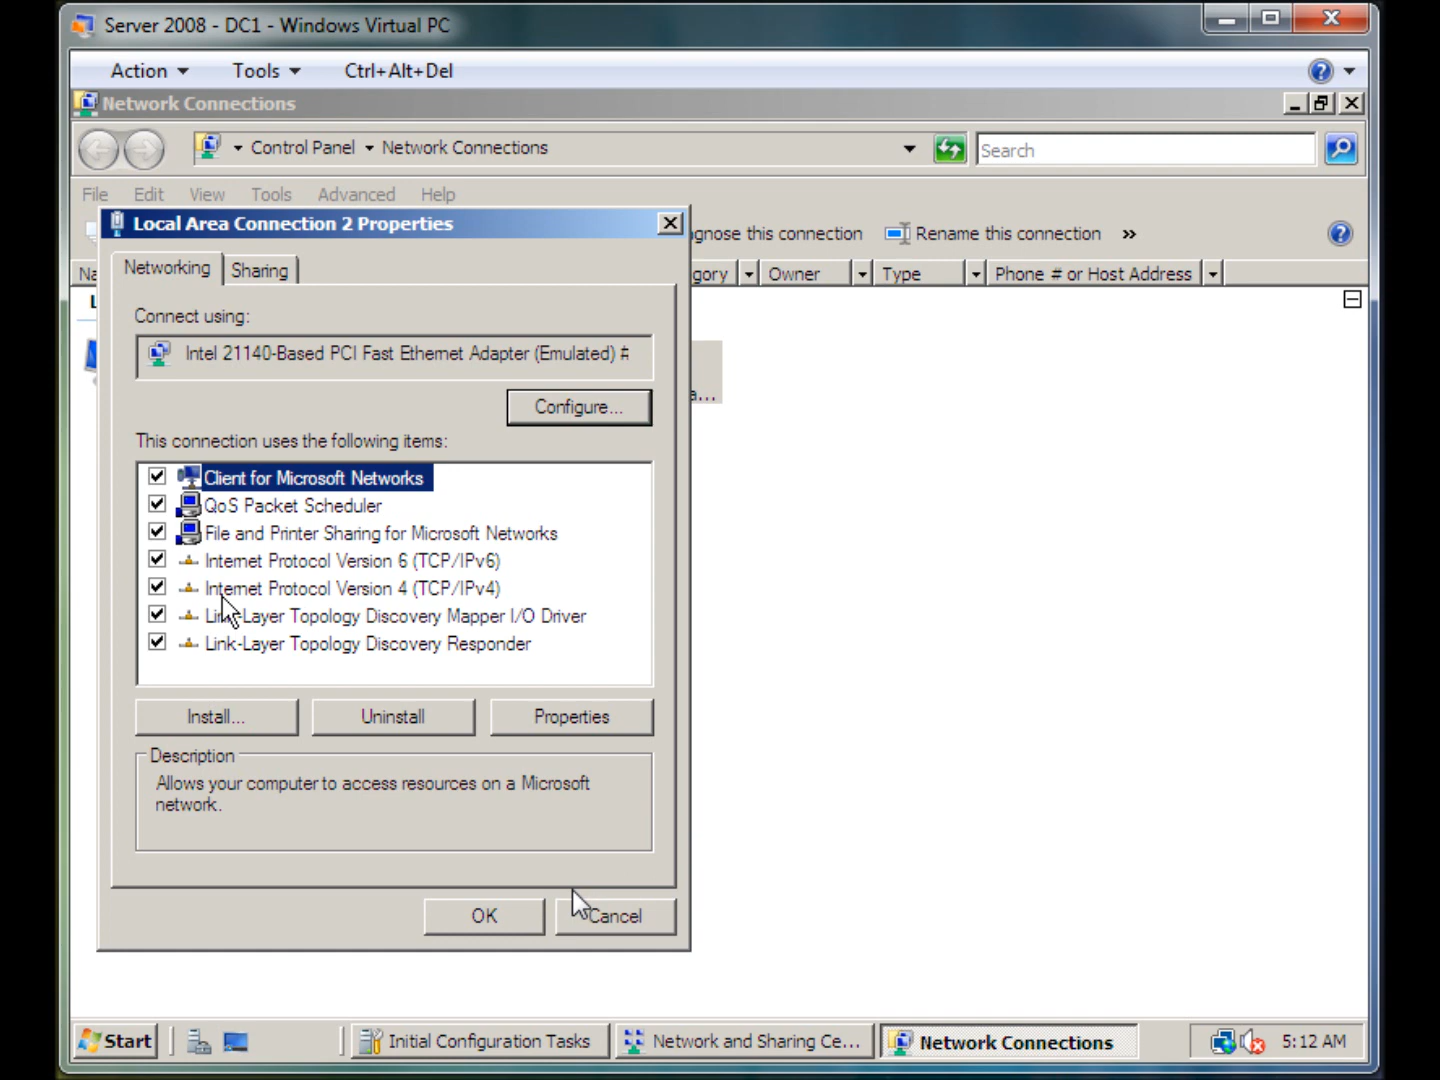 Server 2008 - DC1 - Windows Virtual PC
Action Tools Ctrl+Alt+Del
Network Connections
Control Panel Network Connections Search
File Edit View Tools Advanced Help
Local Area Connection 2 Properties
gnose this connection Rename this connection »
Networking Sharing
Na gory Owner Type Phone # or Host Address
L
Connect using:
Intel 21140-Based PCI Fast Ethernet Adapter (Emulated) #
a...
Configure...
This connection uses the following items:
Client for Microsoft Networks
QoS Packet Scheduler
File and Printer Sharing for Microsoft Networks
Internet Protocol Version 6 (TCP/IPv6)
Internet Protocol Version 4 (TCP/IPv4)
Link-Layer Topology Discovery Mapper I/O Driver
Link-Layer Topology Discovery Responder
Install... Uninstall Properties
Description
Allows your computer to access resources on a Microsoft
network.
OK Cancel
Start Initial Configuration Tasks Network and Sharing Ce... Network Connections 5:12 AM